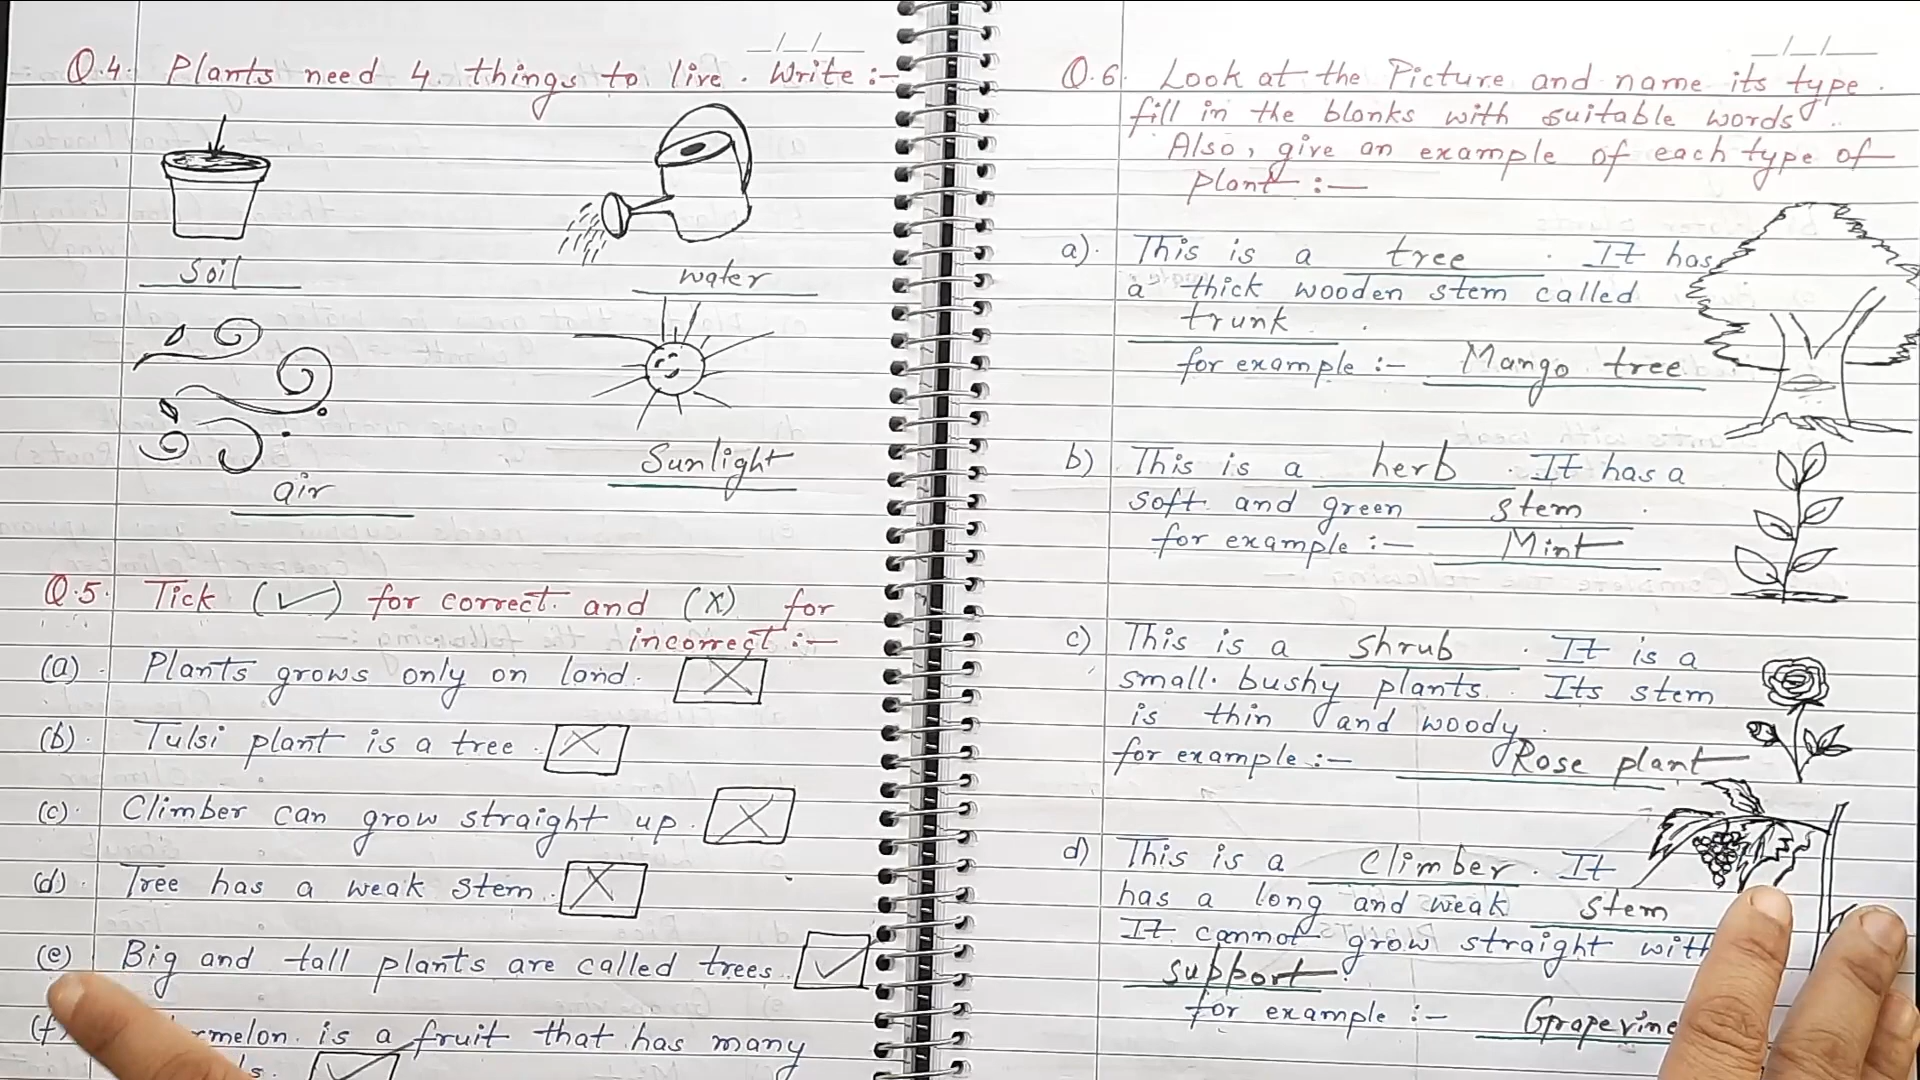 _/_/__
Q.4. Plants need 4 things to live. Write :-
Soil
water
air
Sunlight
Q.5. Tick (✓) for correct and (X) for
incorrect :-
(a) Plants grows only on land. X
(b) Tulsi plant is a tree. X
(c) Climber can grow straight up. X
(d) Tree has a weak stem. X
(e) Big and tall plants are called trees. ✓
(f) is a fruit that has many
✓
_/_/__
Q.6. Look at the Picture and name its type.
fill in the blanks with suitable words.
Also, give an example of each type of
plant :-
a). This is a tree. It has
a thick wooden stem called
trunk.
for example :- Mango tree
b) This is a herb. It has a
soft and green stem.
for example :- Mint
c) This is a shrub. It is a
small bushy plants. Its stem
is thin and woody.
for example :- Rose plant
d) This is a Climber. It
has a long and weak stem
It cannot grow straight with
support.
for example :- Grapevine